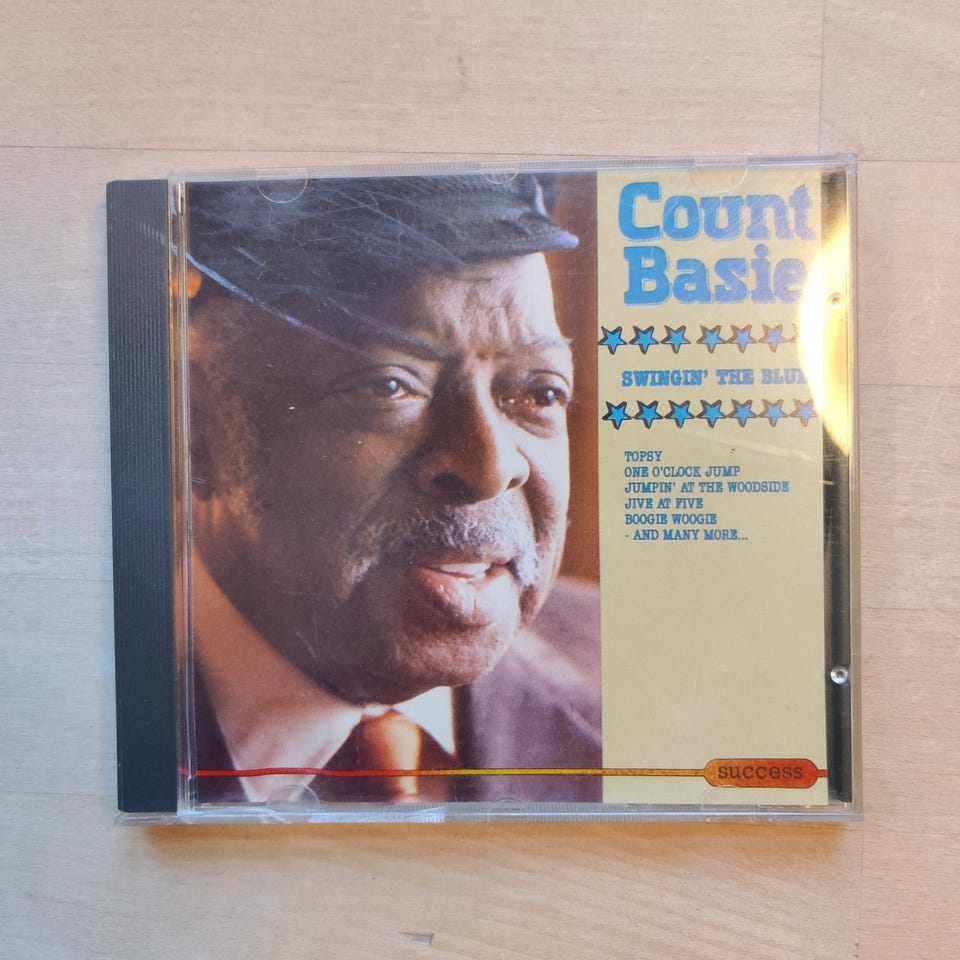 Count
Basie
SWINGIN' THE
TOPSY
ONE O'CLOCK JUMP
JUMPIN' AT THE WOODSIDE
JIVE AT FIVE
BOOGIE WOOGIE
- AND MANY MORE...
success